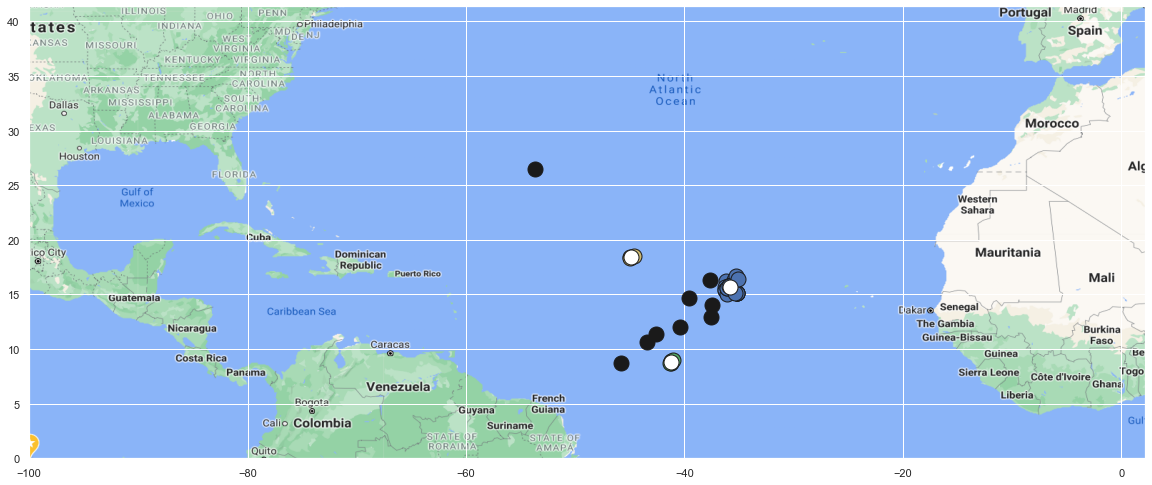 ILLINOIS
OHIO
PENN
Philadelphia
tates
INDIANA
MD
DE
NJ
Portugal
Madrid
Spain
40
ANSAS
MISSOURI
WEST
VIRGINIA
KENTUCKY
VIRGINIA
35
OKLAHOMA
TENNESSEE
NORTH
CAROLINA
North
Atlantic
Ocean
ARKANSAS
MISSISSIPPI
SOUTH
CAROLINA
Dallas
ALABAMA
GEORGIA
Morocco
30
EXAS
LOUISIANA
Houston
FLORIDA
Alg
25
Gulf of
Mexico
Western
Sahara
20
Cuba
ico City
Dominican
Republic
Puerto Rico
Mauritania
Mali
15
Guatemala
Caribbean Sea
Dakar
Senegal
The Gambia
Nicaragua
Guinea-Bissau
Burkina
Faso
10
Costa Rica
Caracas
Panama
Guinea
Be
Sierra Leone
Côte d'Ivoire
Togo
Ghana
Venezuela
Liberia
5
Bogota
Guyana
French
Guiana
Cali
Colombia
Suriname
Gulf
STATE OF
RORAIMA
STATE OF
AMAPA
Quito
0
−100
−80
−60
−40
−20
0